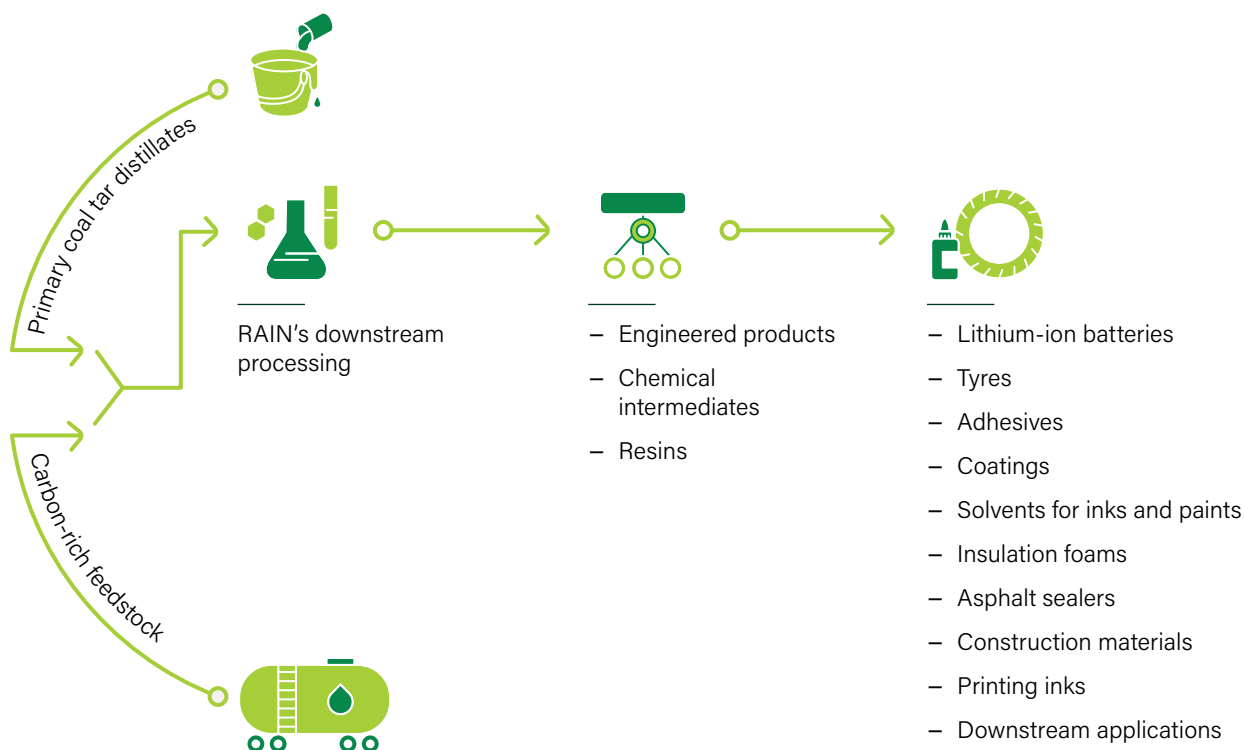 Primary coal tar distillates
Carbon-rich feedstock
RAIN’s downstream
processing
– Engineered products
– Chemical
intermediates
– Resins
– Lithium-ion batteries
– Tyres
– Adhesives
– Coatings
– Solvents for inks and paints
– Insulation foams
– Asphalt sealers
– Construction materials
– Printing inks
– Downstream applications